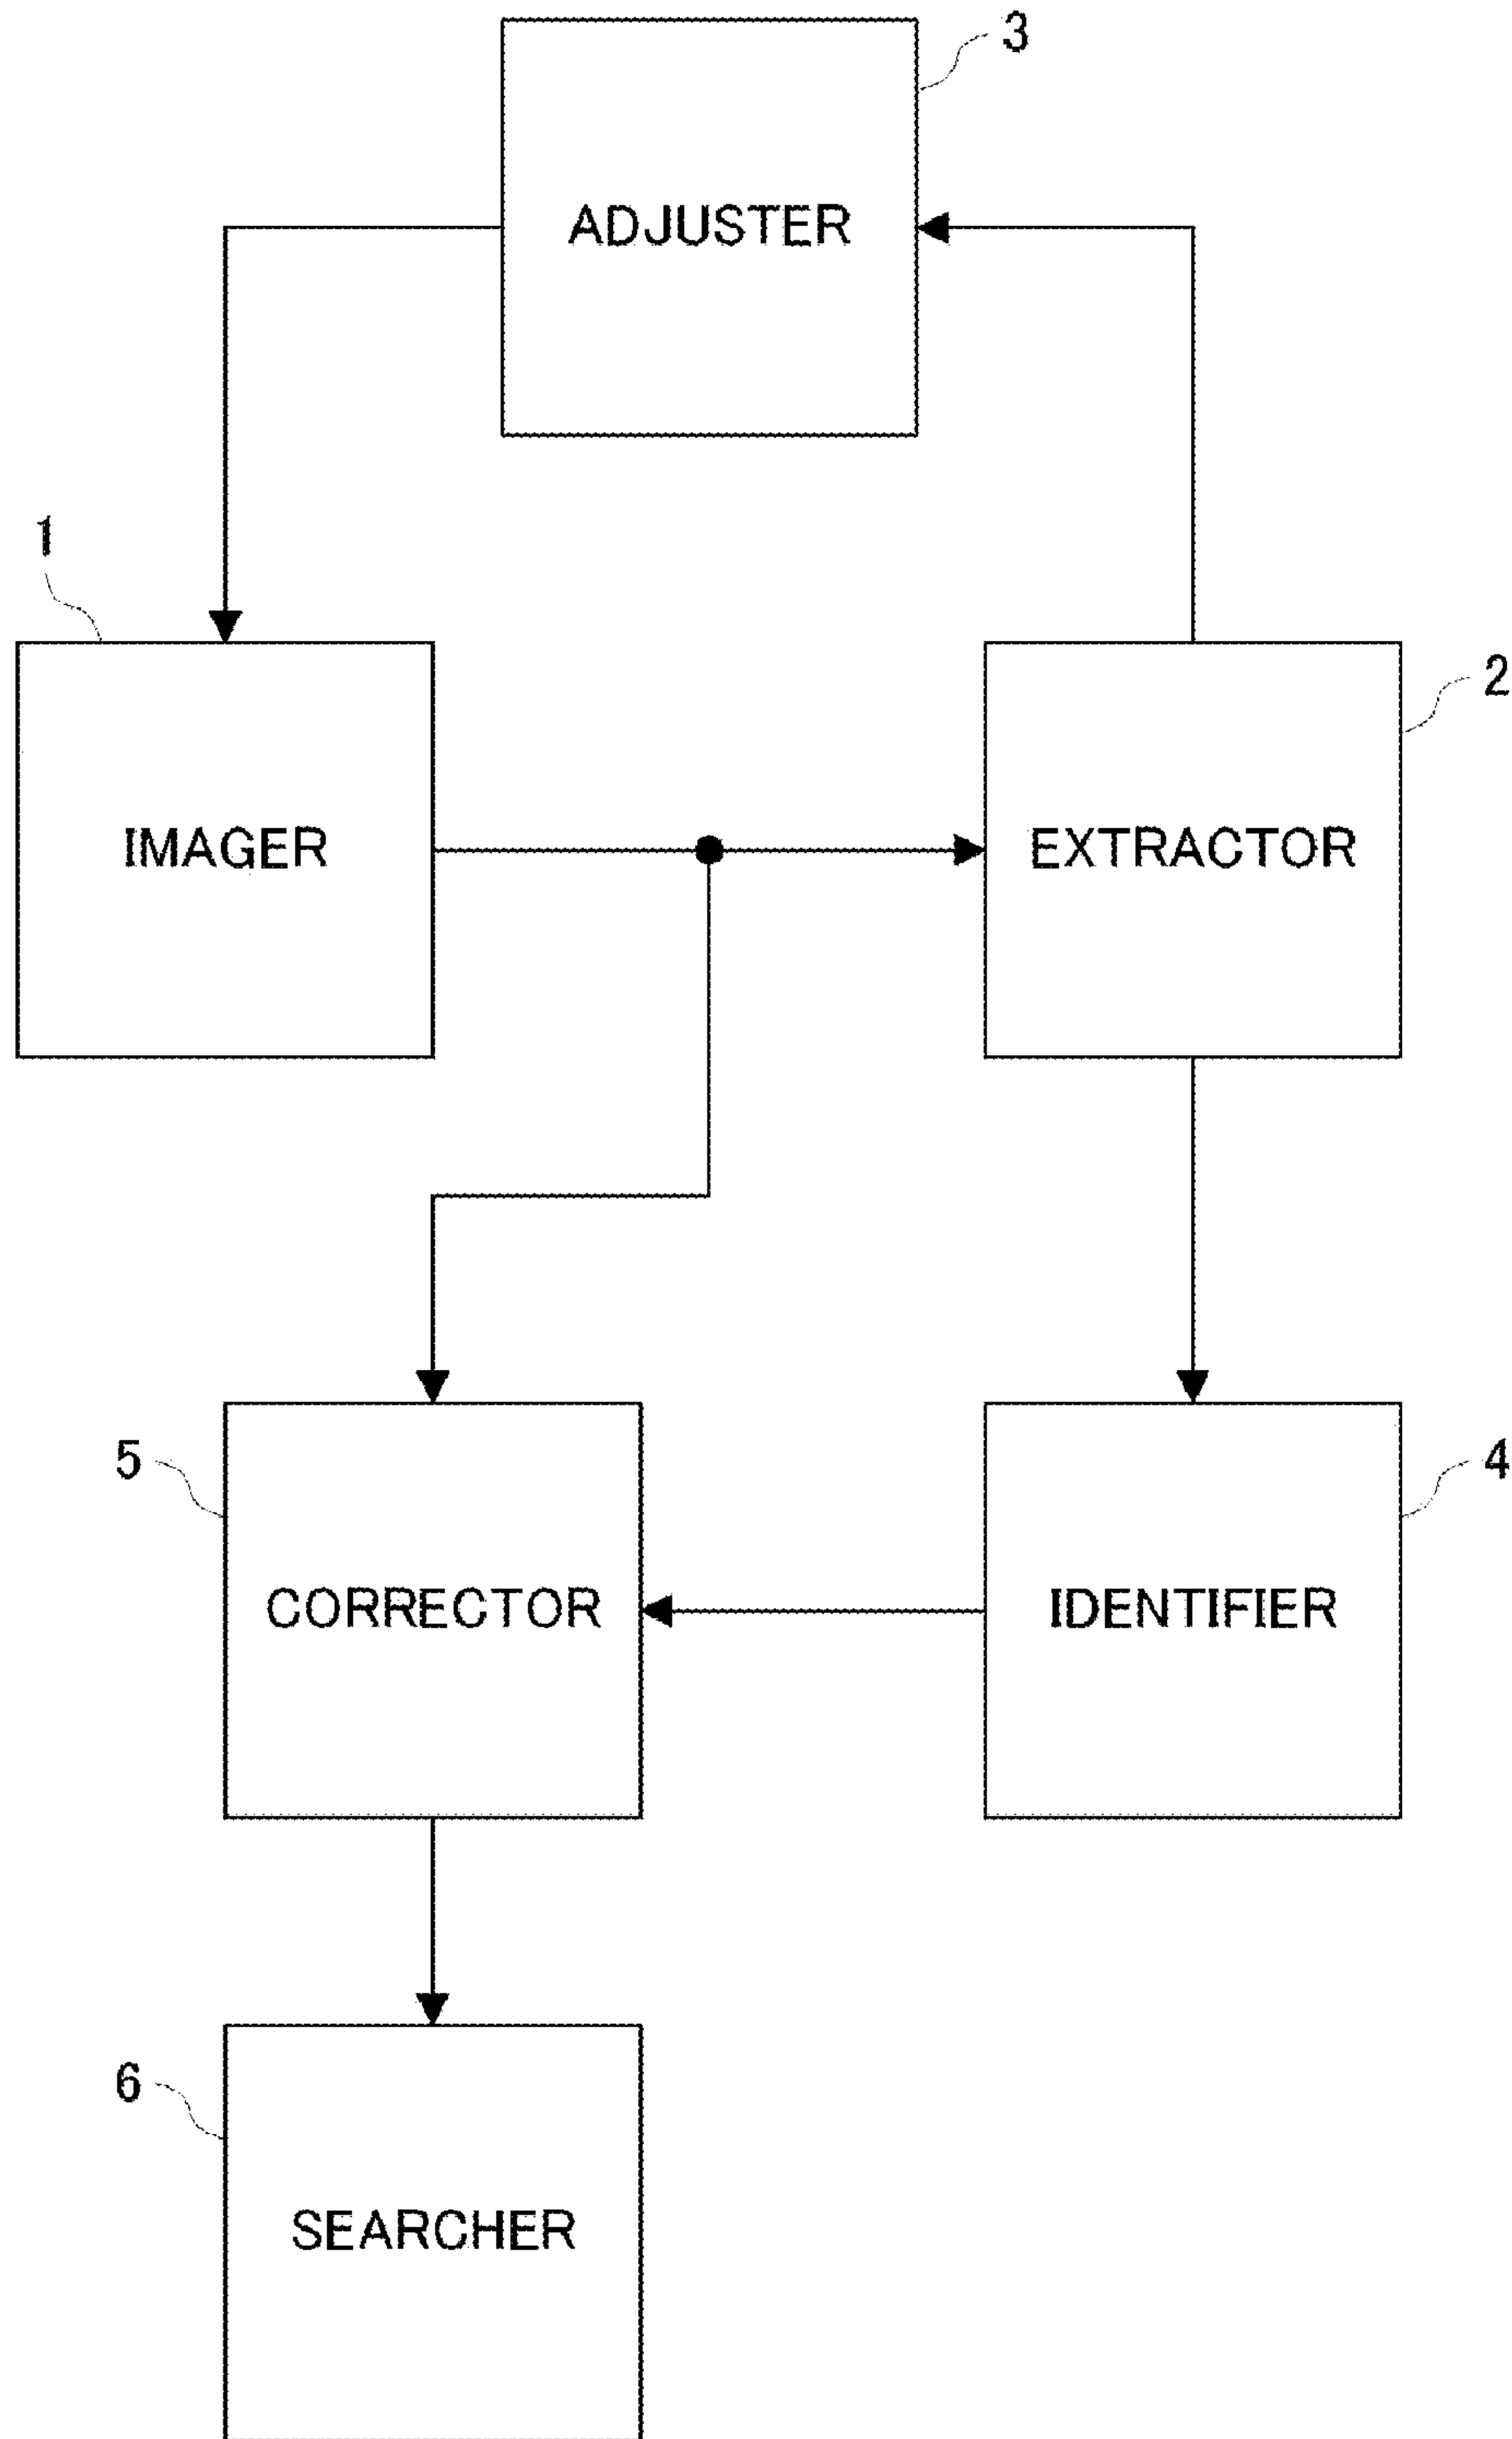 3
ADJUSTER
1
2
IMAGER
EXTRACTOR
5
4
CORRECTOR
IDENTIFIER
6
SEARCHER